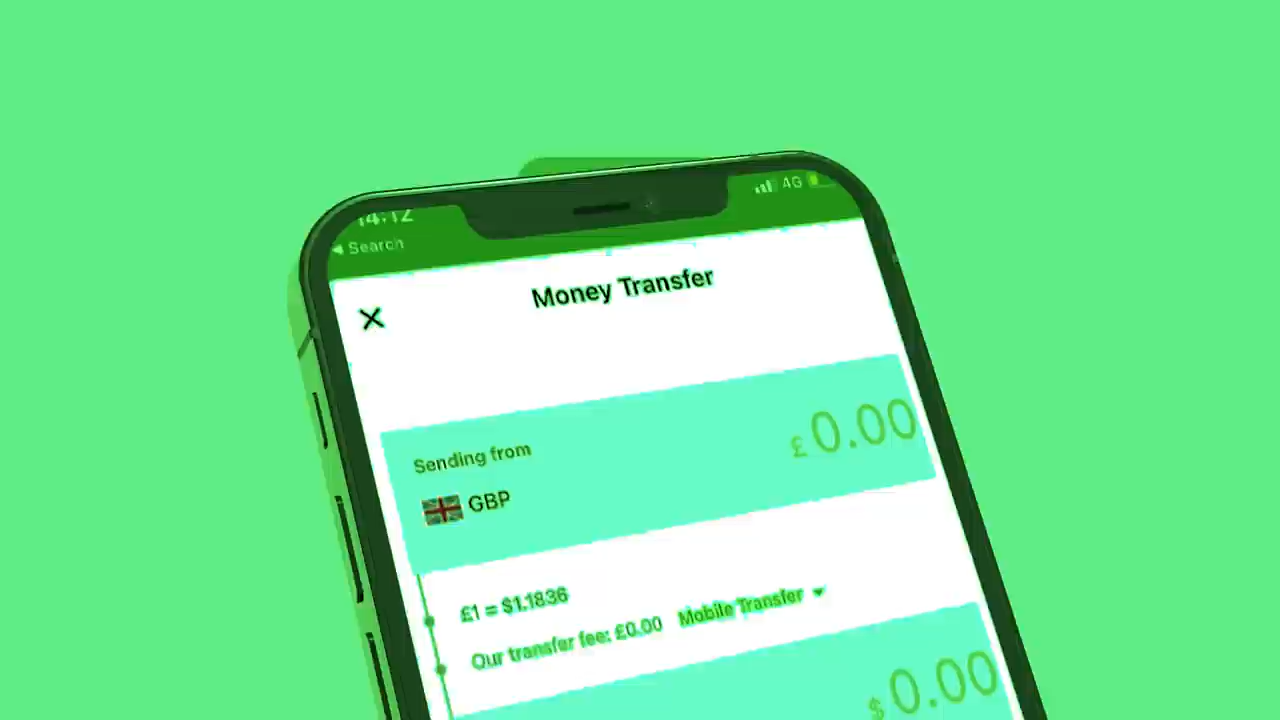 14:12
4G
◀ Search
Money Transfer
Sending from
£ 0.00
GBP
£1 = $1.1836
Our transfer fee: £0.00 Mobile Transfer
$ 0.00